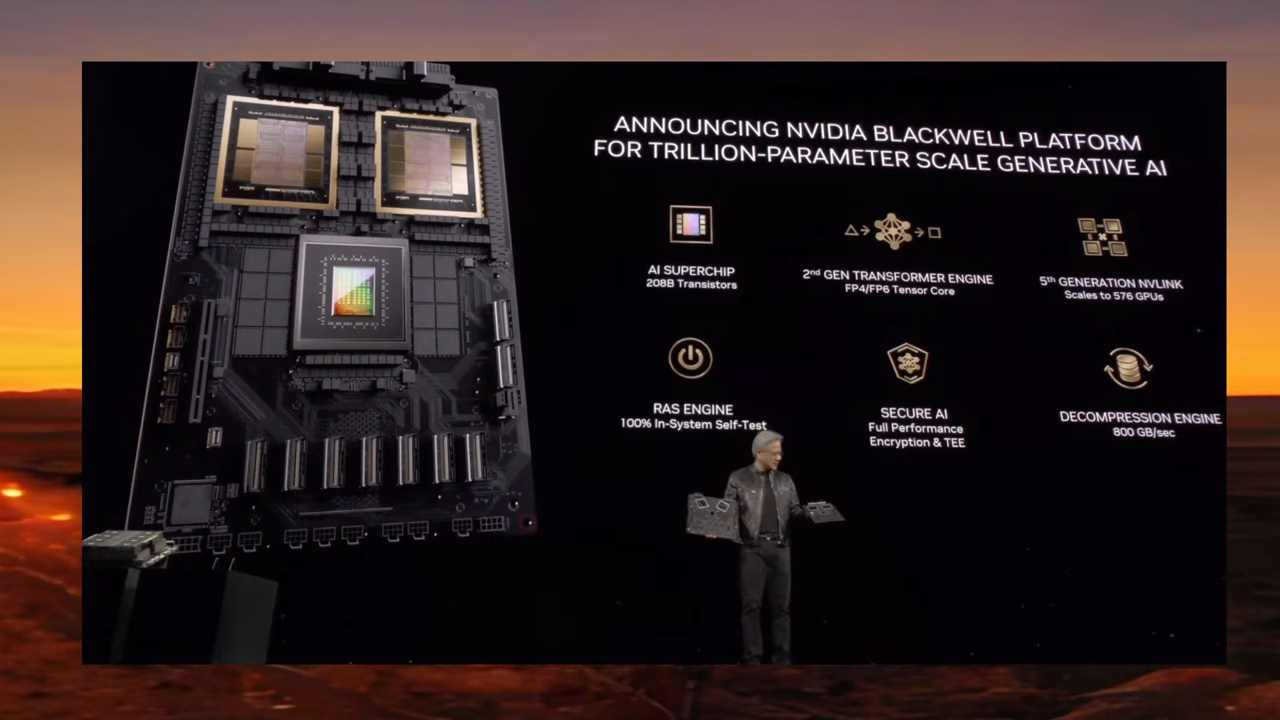 ANNOUNCING NVIDIA BLACKWELL PLATFORM
FOR TRILLION-PARAMETER SCALE GENERATIVE AI
AI SUPERCHIP
208B Transistors
2nd GEN TRANSFORMER ENGINE
FP4/FP6 Tensor Core
5th GENERATION NVLINK
Scales to 576 GPUs
RAS ENGINE
100% In-System Self-Test
SECURE AI
Full Performance
Encryption & TEE
DECOMPRESSION ENGINE
800 GB/sec